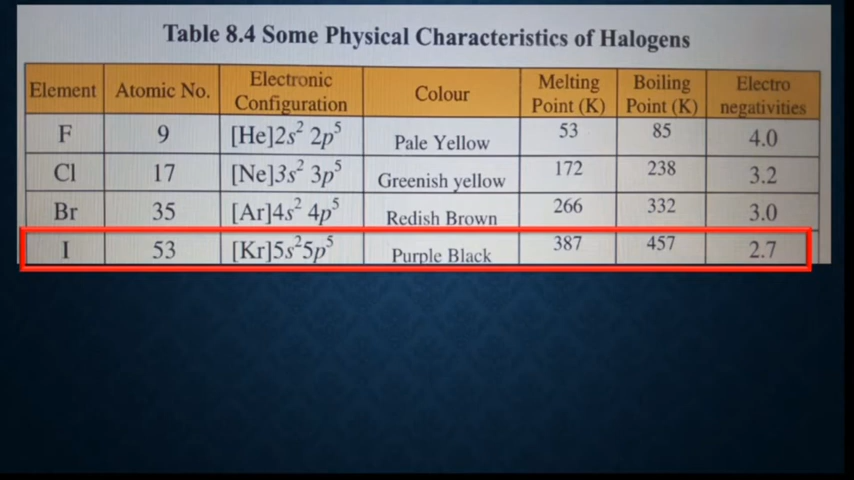 Table 8.4 Some Physical Characteristics of Halogens
Element Atomic No. Electronic Configuration Colour Melting Point (K) Boiling Point (K) Electro negativities
F 9 [He]2s² 2p⁵ Pale Yellow 53 85 4.0
Cl 17 [Ne]3s² 3p⁵ Greenish yellow 172 238 3.2
Br 35 [Ar]4s² 4p⁵ Redish Brown 266 332 3.0
I 53 [Kr]5s²5p⁵ Purple Black 387 457 2.7